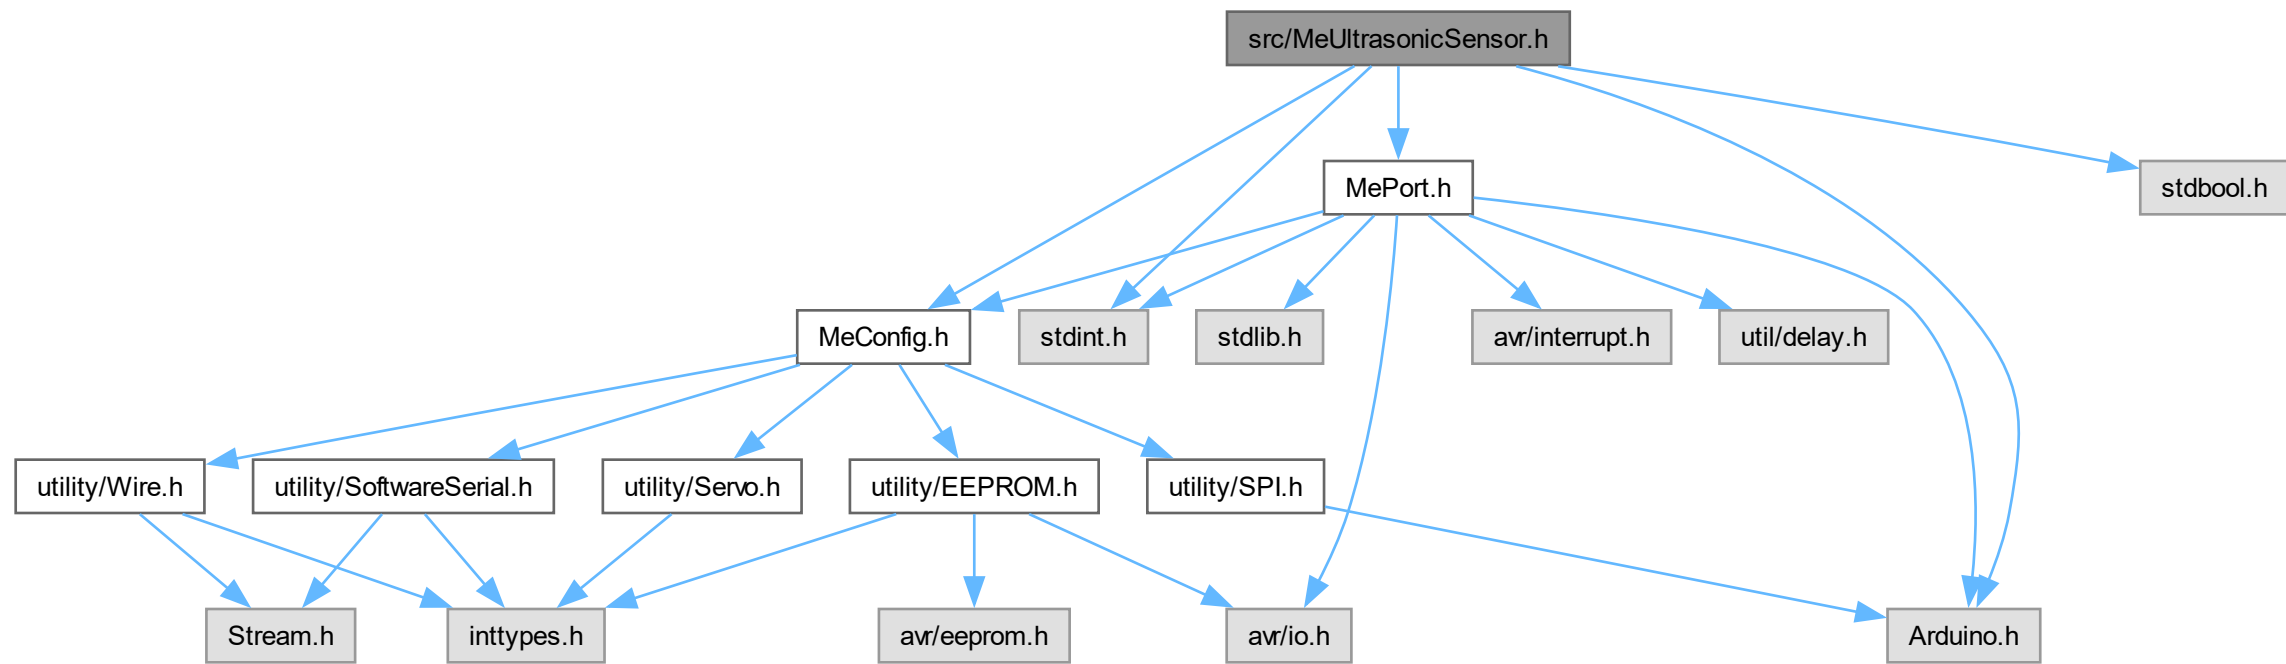 src/MeUltrasonicSensor.h
MePort.h
stdbool.h
MeConfig.h
stdint.h
stdlib.h
avr/interrupt.h
util/delay.h
utility/Wire.h
utility/SoftwareSerial.h
utility/Servo.h
utility/EEPROM.h
utility/SPI.h
Stream.h
inttypes.h
avr/eeprom.h
avr/io.h
Arduino.h